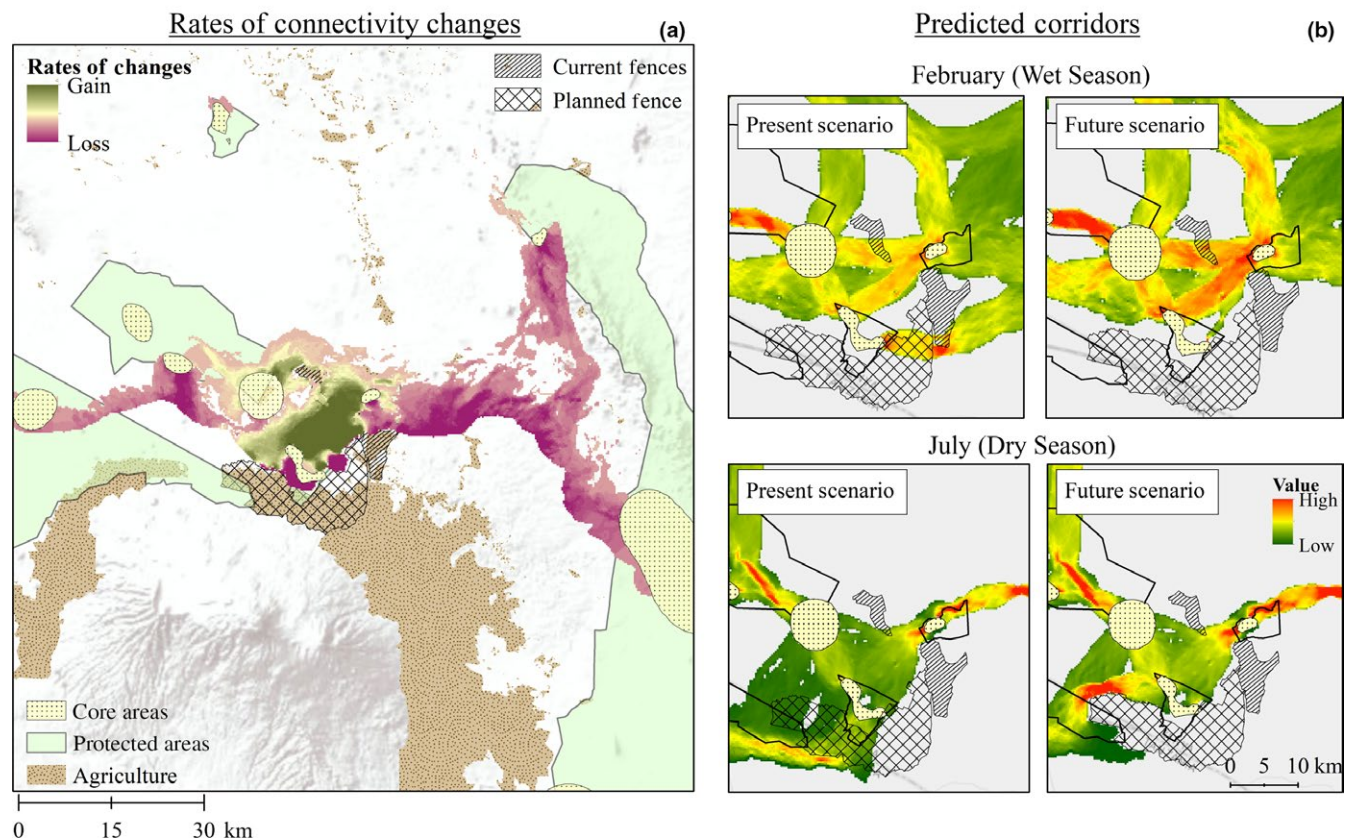 Rates of connectivity changes
(a)
Rates of changes
Gain
Loss
Current fences
Planned fence
Core areas
Protected areas
Agriculture
0 15 30 km
Predicted corridors
(b)
February (Wet Season)
Present scenario
Future scenario
July (Dry Season)
Present scenario
Future scenario
Value
High
Low
0 5 10 km